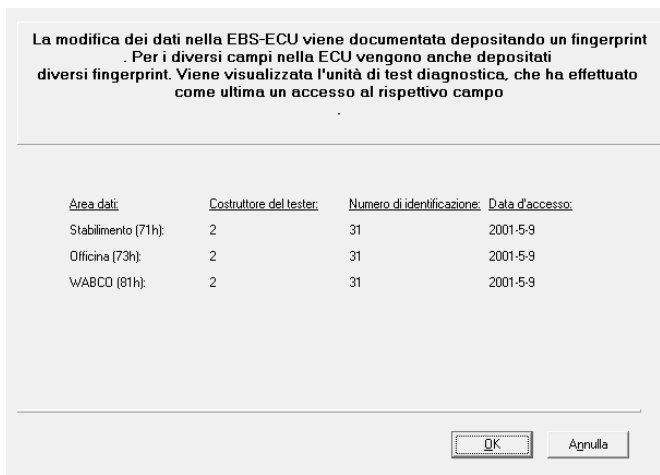 La modifica dei dati nella EBS-ECU viene documentata depositando un fingerprint
. Per i diversi campi nella ECU vengono anche depositati
diversi fingerprint. Viene visualizzata l'unità di test diagnostica, che ha effettuato
come ultima un accesso al rispettivo campo
.
Area dati: Costruttore del tester: Numero di identificazione: Data d'accesso:
Stabilimento (71h): 2 31 2001-5-9
Officina (73h): 2 31 2001-5-9
WABCO (81h): 2 31 2001-5-9
OK Annulla